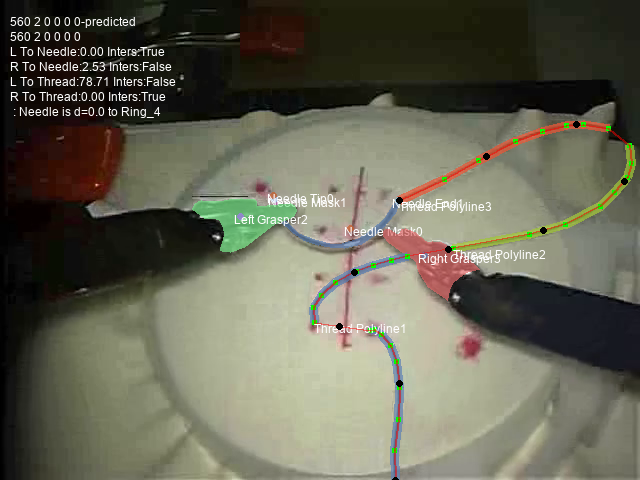 560 2 0 0 0 0-predicted
560 2 0 0 0 0
L To Needle:0.00 Inters:True
R To Needle:2.53 Inters:False
L To Thread:78.71 Inters:False
R To Thread:0.00 Inters:True
: Needle is d=0.0 to Ring_4
Needle Tip0
Needle Mask1
Needle End1
Thread Polyline3
Left Grasper2
Needle Mask0
Thread Polyline2
Right Grasper3
Thread Polyline1